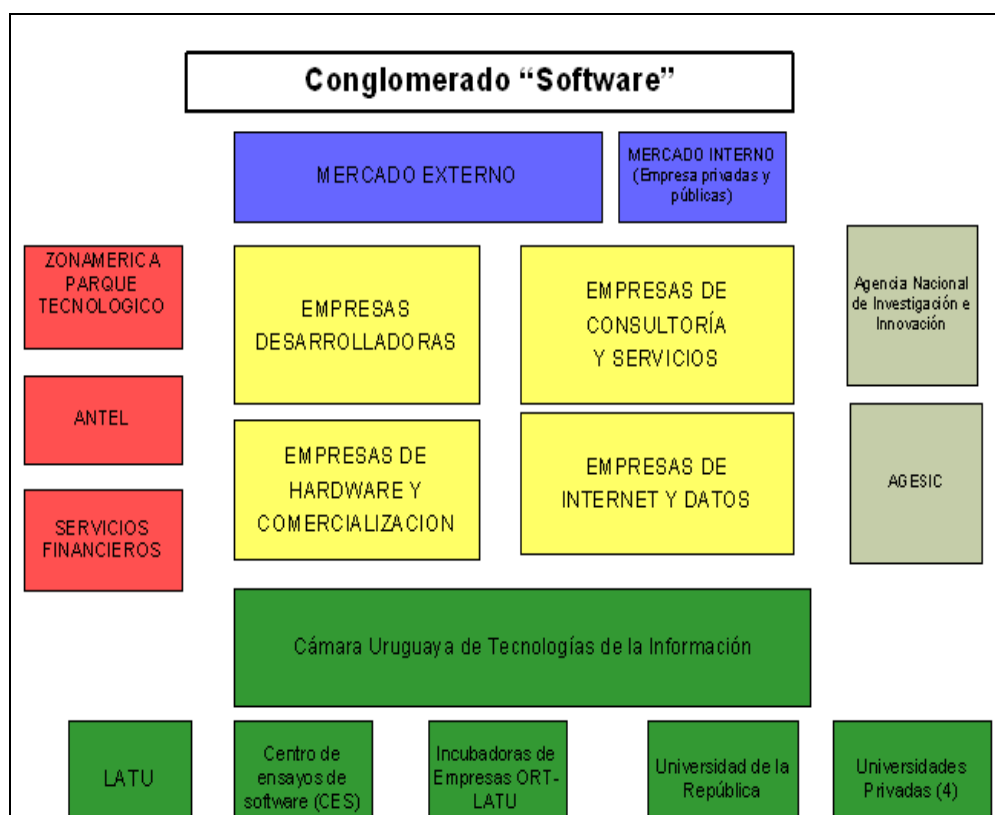 Conglomerado “Software”
MERCADO EXTERNO
MERCADO INTERNO
(Empresa privadas y
públicas)
ZONAMERICA
PARQUE
TECNOLOGICO
EMPRESAS
DESARROLLADORAS
EMPRESAS DE
CONSULTORÍA
Y SERVICIOS
Agencia Nacional
de Investigación e
Innovación
ANTEL
EMPRESAS DE
HARDWARE Y
COMERCIALIZACION
EMPRESAS DE
INTERNET Y DATOS
AGESIC
SERVICIOS
FINANCIEROS
Cámara Uruguaya de Tecnologías de la Información
LATU
Centro de
ensayos de
software (CES)
Incubadoras de
Empresas ORT-
LATU
Universidad de la
República
Universidades
Privadas (4)